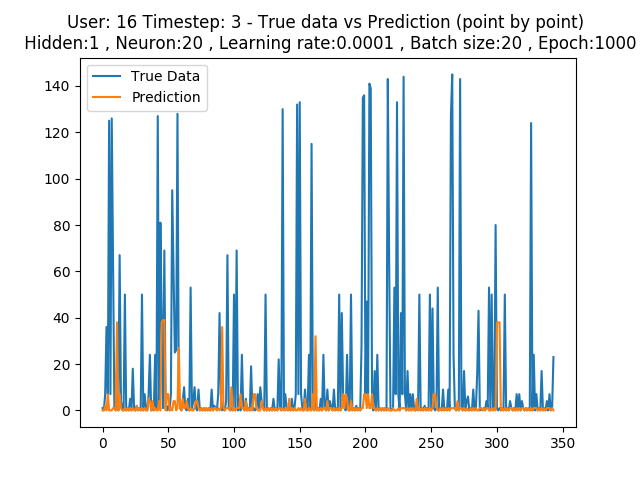 User: 16 Timestep: 3 - True data vs Prediction (point by point)
Hidden:1 , Neuron:20 , Learning rate:0.0001 , Batch size:20 , Epoch:1000
True Data
Prediction
140
120
100
80
60
40
20
0
0 50 100 150 200 250 300 350